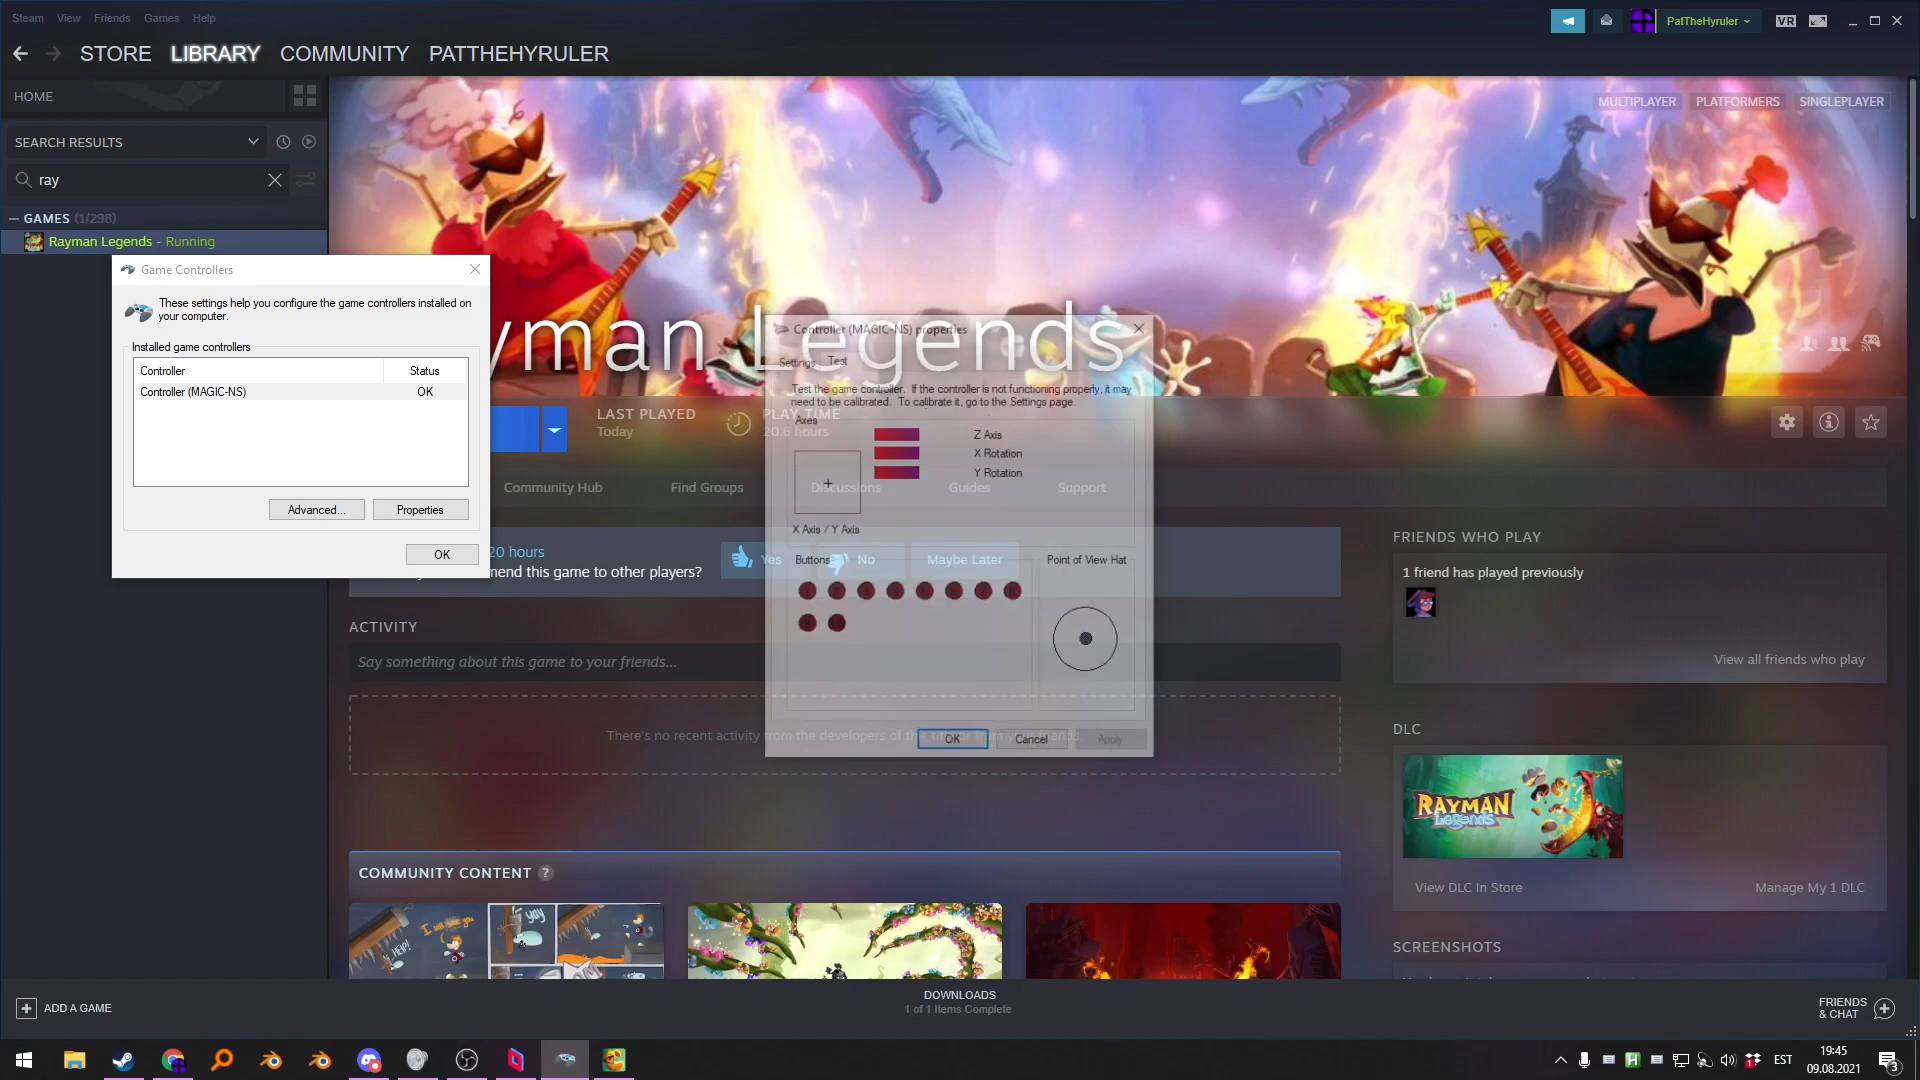 Steam View Friends Games Help
PatTheHyruler
VR
STORE LIBRARY COMMUNITY PATTHEHYRULER
HOME
MULTIPLAYER PLATFORMERS SINGLEPLAYER
SEARCH RESULTS
ray
GAMES (1/298)
Rayman Legends - Running
yman Legends
Game Controllers
These settings help you configure the game controllers installed on
your computer.
Installed game controllers
Controller Status
Controller (MAGIC-NS) OK
Advanced... Properties
OK
Controller (MAGIC-NS) properties
Settings Test
Test the game controller. If the controller is not functioning properly, it may
need to be calibrated. To calibrate it, go to the Settings page.
Axes
Z Axis
X Rotation
Y Rotation
X Axis / Y Axis
Buttons
Point of View Hat
OK Cancel Apply
LAST PLAYED
Today
PLAY TIME
20.6 hours
Community Hub Find Groups Discussions Guides Support
20 hours
mend this game to other players?
Yes No Maybe Later
ACTIVITY
Say something about this game to your friends...
There's no recent activity from the developers of
COMMUNITY CONTENT ?
I will save you
HELP!
yay
FRIENDS WHO PLAY
1 friend has played previously
View all friends who play
DLC
RAYMAN
Legends
View DLC In Store Manage My 1 DLC
SCREENSHOTS
ADD A GAME
DOWNLOADS
1 of 1 Items Complete
FRIENDS
& CHAT
EST
19:45
09.08.2021
3